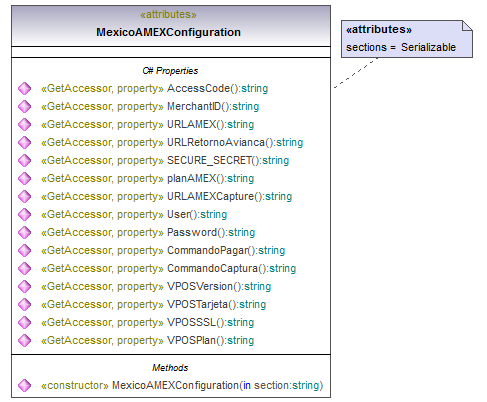 «attributes»
MexicoAMEXConfiguration
C# Properties
«GetAccessor, property» AccessCode():string
«GetAccessor, property» MerchantID():string
«GetAccessor, property» URLAMEX():string
«GetAccessor, property» URLRetornoAvianca():string
«GetAccessor, property» SECURE_SECRET():string
«GetAccessor, property» planAMEX():string
«GetAccessor, property» URLAMEXCapture():string
«GetAccessor, property» User():string
«GetAccessor, property» Password():string
«GetAccessor, property» CommandoPagar():string
«GetAccessor, property» CommandoCaptura():string
«GetAccessor, property» VPOSVersion():string
«GetAccessor, property» VPOSTarjeta():string
«GetAccessor, property» VPOSSSL():string
«GetAccessor, property» VPOSPlan():string
Methods
«constructor» MexicoAMEXConfiguration(in section:string)
«attributes»
sections = Serializable